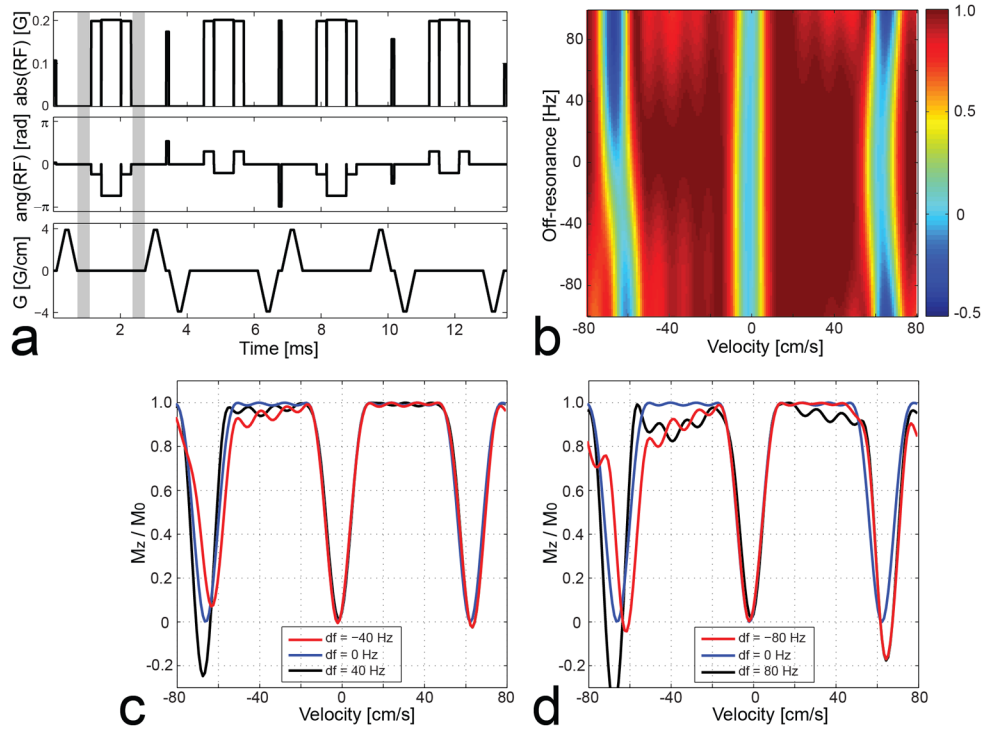 abs(RF) [G]
0.2
0.1
0
ang(RF) [rad]
π
0
−π
G [G/cm]
4
0
−4
2 4 6 8 10 12
Time [ms]
a
Off-resonance [Hz]
80
40
0
-40
-80
-80 -40 0 40 80
Velocity [cm/s]
1.0
0.5
0
-0.5
b
Mz / M0
1.0
0.8
0.6
0.4
0.2
0
-0.2
df = −40 Hz
df = 0 Hz
df = 40 Hz
-80 -40 0 40 80
Velocity [cm/s]
c
Mz / M0
1.0
0.8
0.6
0.4
0.2
0
-0.2
df = −80 Hz
df = 0 Hz
df = 80 Hz
-80 -40 0 40 80
Velocity [cm/s]
d